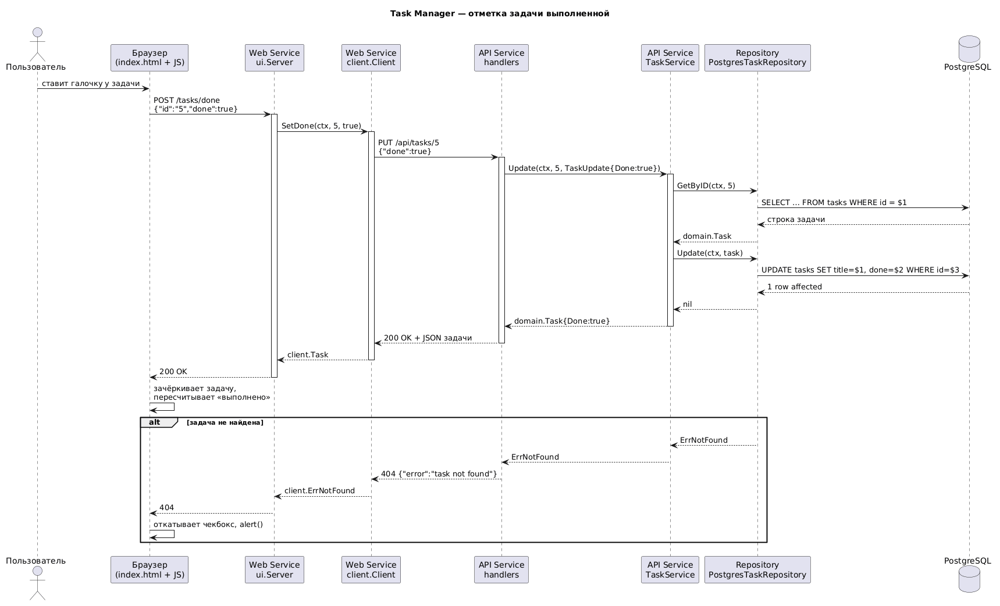 Task Manager — отметка задачи выполненной
Пользователь
Браузер
(index.html + JS)
Web Service
ui.Server
Web Service
client.Client
API Service
handlers
API Service
TaskService
Repository
PostgresTaskRepository
PostgreSQL
ставит галочку у задачи
POST /tasks/done
{"id":"5","done":true}
SetDone(ctx, 5, true)
PUT /api/tasks/5
{"done":true}
Update(ctx, 5, TaskUpdate{Done:true})
GetByID(ctx, 5)
SELECT ... FROM tasks WHERE id = $1
строка задачи
domain.Task
Update(ctx, task)
UPDATE tasks SET title=$1, done=$2 WHERE id=$3
1 row affected
nil
domain.Task{Done:true}
200 OK + JSON задачи
client.Task
200 OK
зачёркивает задачу,
пересчитывает «выполнено»
alt [задача не найдена]
ErrNotFound
ErrNotFound
404 {"error":"task not found"}
client.ErrNotFound
404
откатывает чекбокс, alert()
Пользователь
Браузер
(index.html + JS)
Web Service
ui.Server
Web Service
client.Client
API Service
handlers
API Service
TaskService
Repository
PostgresTaskRepository
PostgreSQL